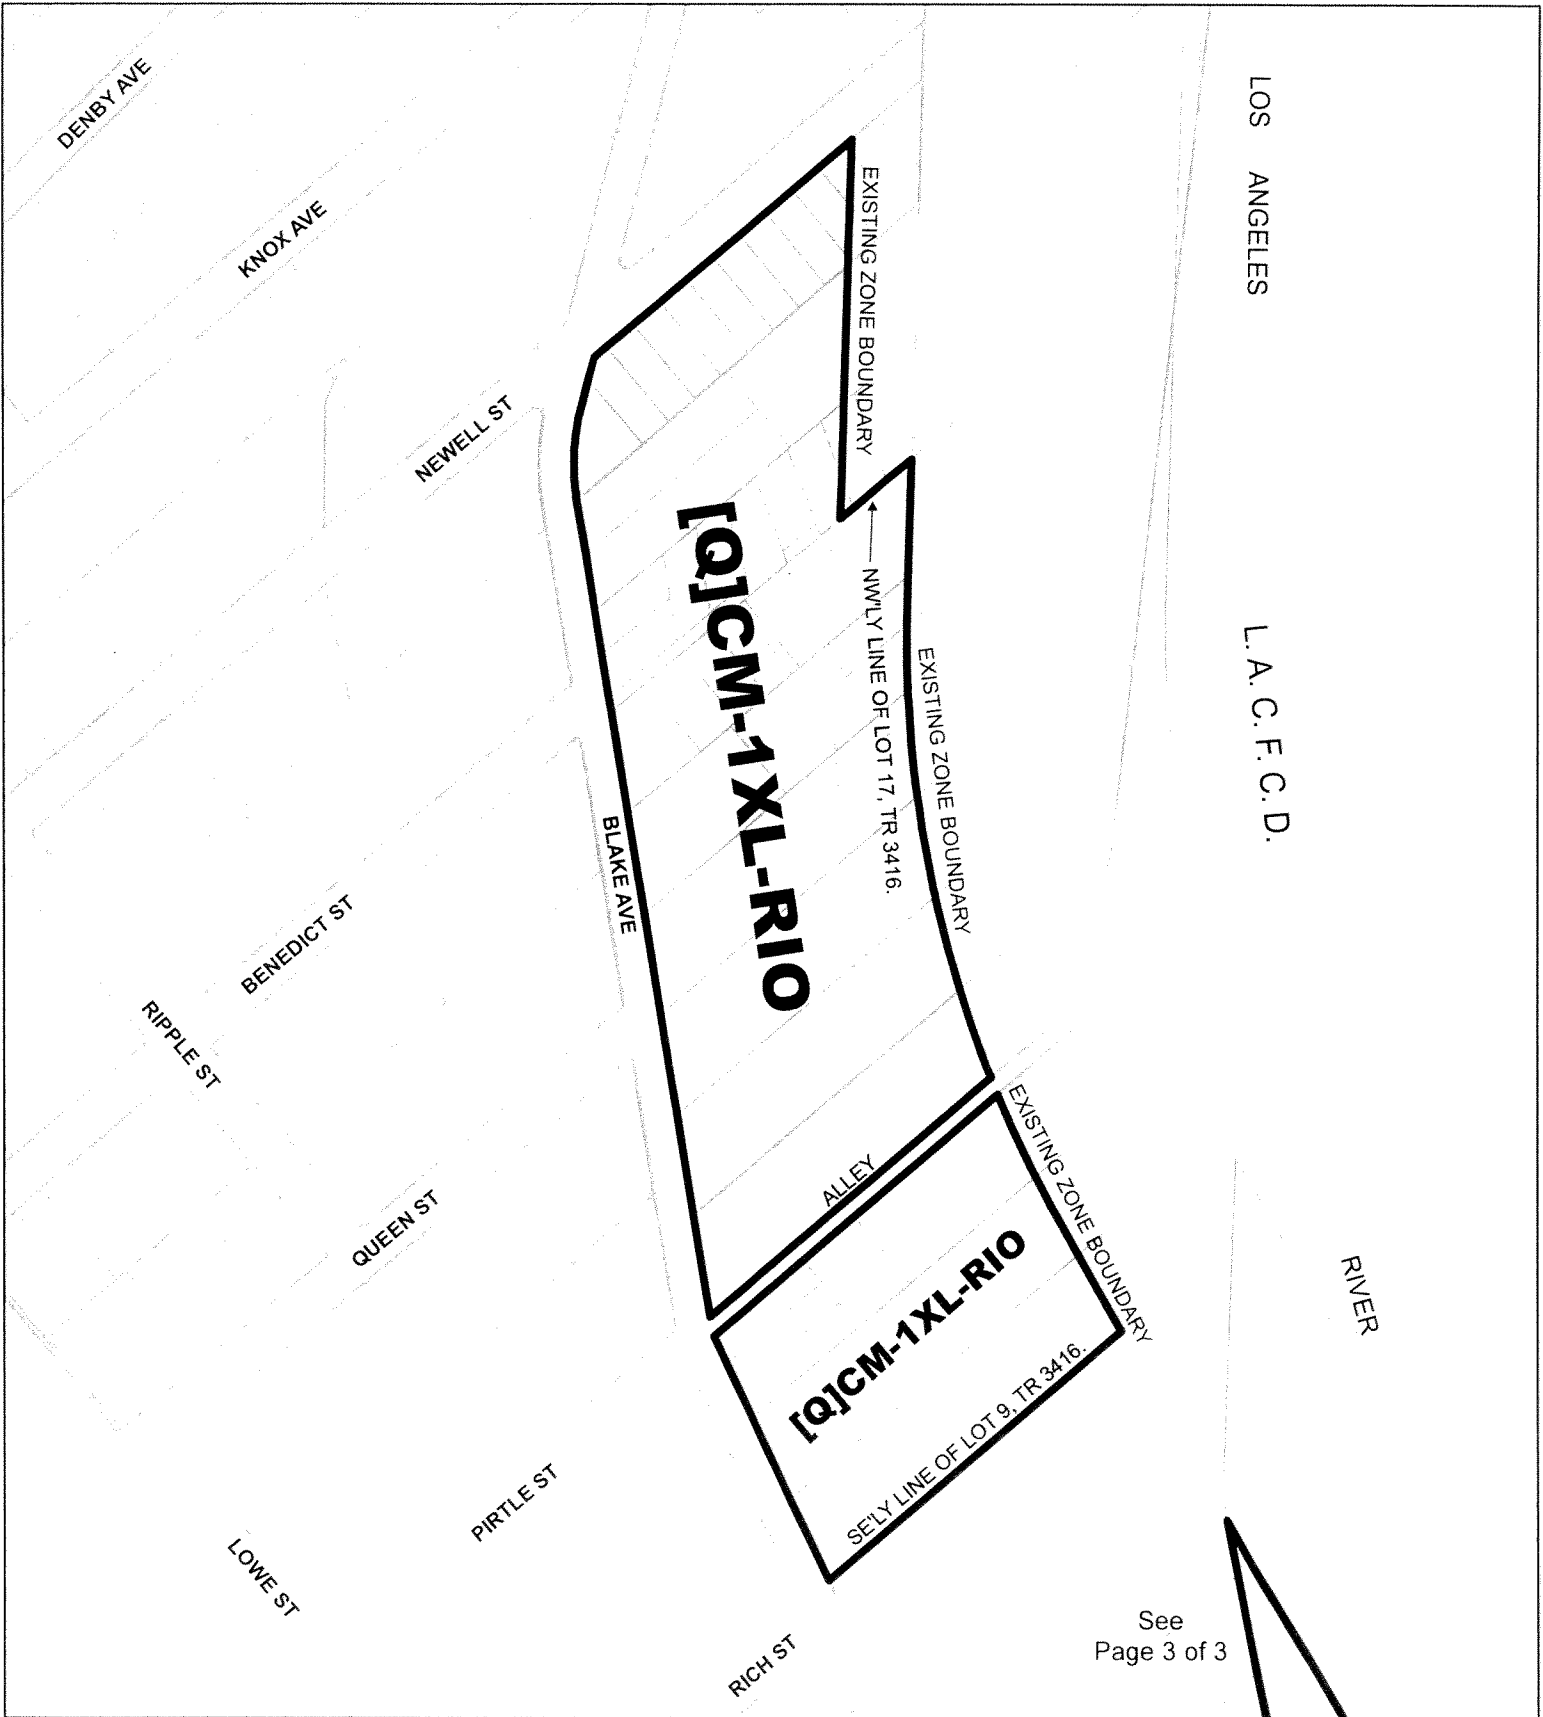 DENBY AVE
KNOX AVE
NEWELL ST
EXISTING ZONE BOUNDARY
LOS ANGELES
NW'LY LINE OF LOT 17, TR 3416.
EXISTING ZONE BOUNDARY
L. A. C. F. C. D.
[Q]CM-1XL-RIO
BLAKE AVE
BENEDICT ST
RIPPLE ST
QUEEN ST
ALLEY
EXISTING ZONE BOUNDARY
RIVER
[Q]CM-1XL-RIO
SE'LY LINE OF LOT 9, TR 3416.
PIRTLE ST
LOWE ST
RICH ST
See
Page 3 of 3